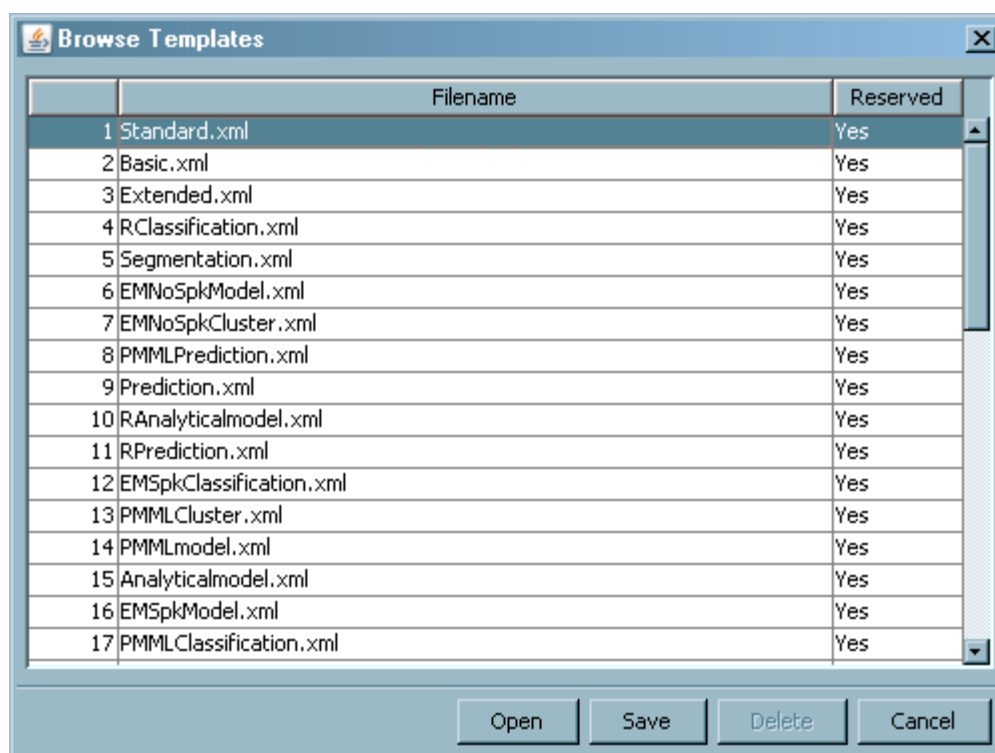 Browse Templates
Filename Reserved
1 Standard.xml Yes
2 Basic.xml Yes
3 Extended.xml Yes
4 RClassification.xml Yes
5 Segmentation.xml Yes
6 EMNoSpkModel.xml Yes
7 EMNoSpkCluster.xml Yes
8 PMMLPrediction.xml Yes
9 Prediction.xml Yes
10 RAnalyticalmodel.xml Yes
11 RPrediction.xml Yes
12 EMSpkClassification.xml Yes
13 PMMLCluster.xml Yes
14 PMMLmodel.xml Yes
15 Analyticalmodel.xml Yes
16 EMSpkModel.xml Yes
17 PMMLClassification.xml Yes
Open Save Delete Cancel